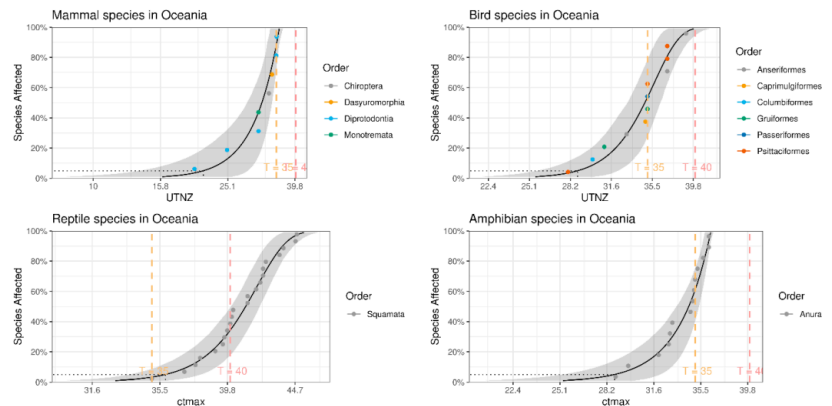 Mammal species in Oceania
Species Affected
100%
80%
60%
40%
20%
0%
T = 35
= 4
10
15.8
25.1
39.8
UTNZ
Order
Chiroptera
Dasyuromorphia
Diprotodontia
Monotremata
Bird species in Oceania
Species Affected
100%
80%
60%
40%
20%
0%
T = 35
T = 40
22.4
25.1
28.2
31.6
35.5
39.8
UTNZ
Order
Anseriformes
Caprimulgiformes
Columbiformes
Gruiformes
Passeriformes
Psittaciformes
Reptile species in Oceania
Species Affected
100%
80%
60%
40%
20%
0%
T = 40
31.6
35.5
39.8
44.7
ctmax
Order
Squamata
Amphibian species in Oceania
Species Affected
100%
80%
60%
40%
20%
0%
T = 35
T = 40
22.4
25.1
28.2
31.6
35.5
39.8
ctmax
Order
Anura